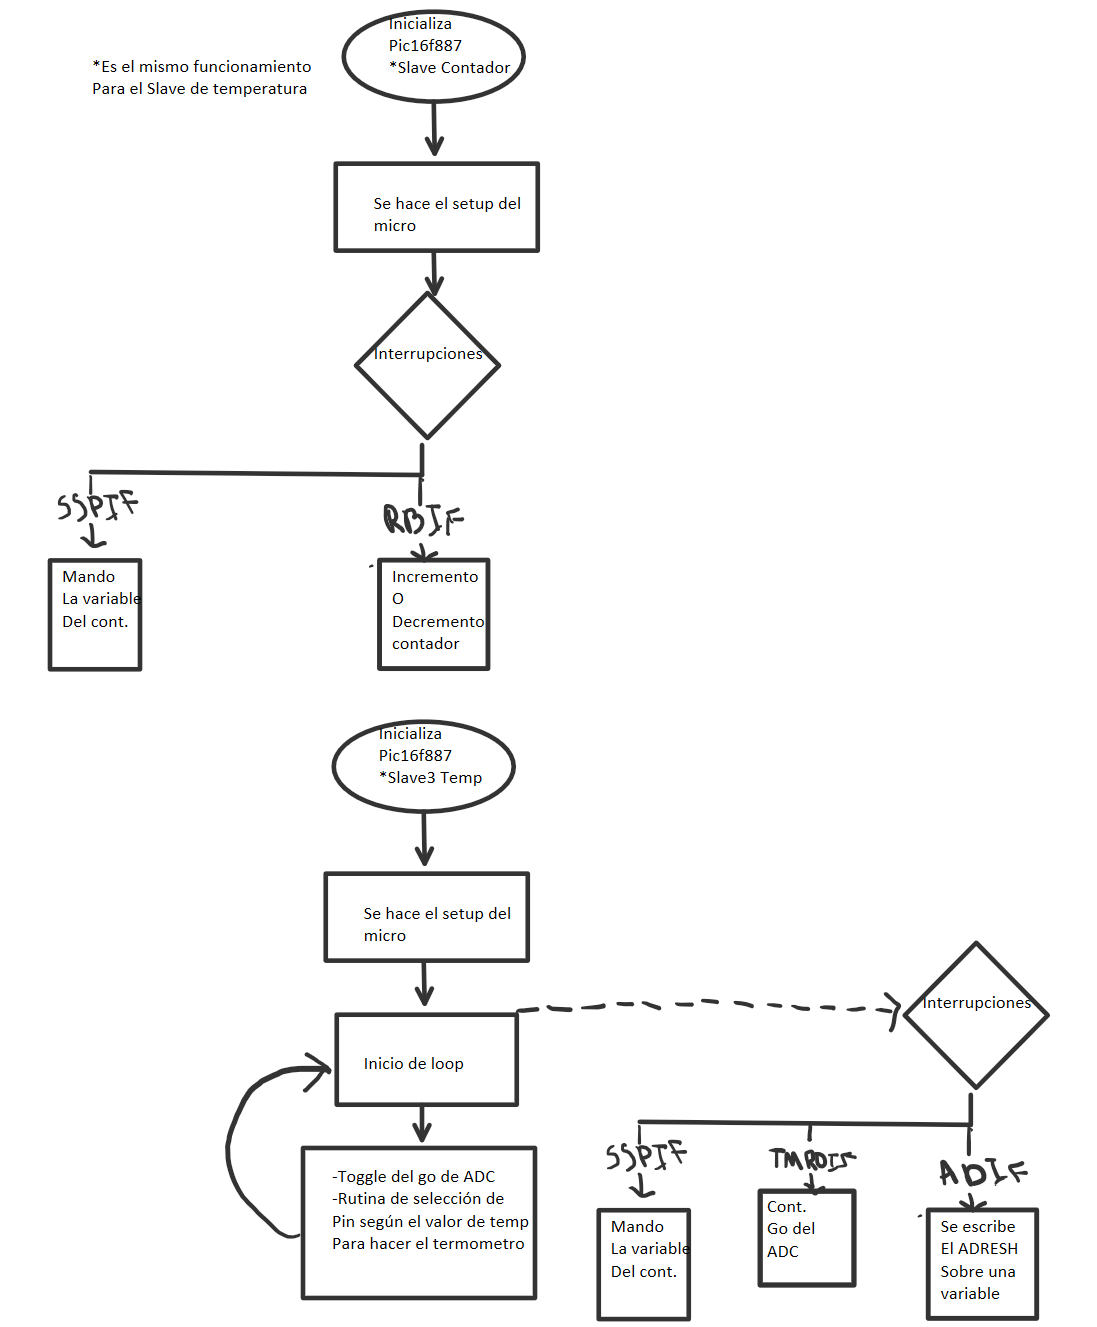 Inicializa
Pic16f887
*Slave Contador
*Es el mismo funcionamiento
Para el Slave de temperatura
Se hace el setup del
micro
Interrupciones
SSPIF
RBIF
Mando
La variable
Del cont.
Incremento
O
Decremento
contador
Inicializa
Pic16f887
*Slave3 Temp
Se hace el setup del
micro
Inicio de loop
Interrupciones
-Toggle del go de ADC
-Rutina de selección de
Pin según el valor de temp
Para hacer el termometro
SSPIF
TMR0IF
ADIF
Mando
La variable
Del cont.
Cont.
Go del
ADC
Se escribe
El ADRESH
Sobre una
variable